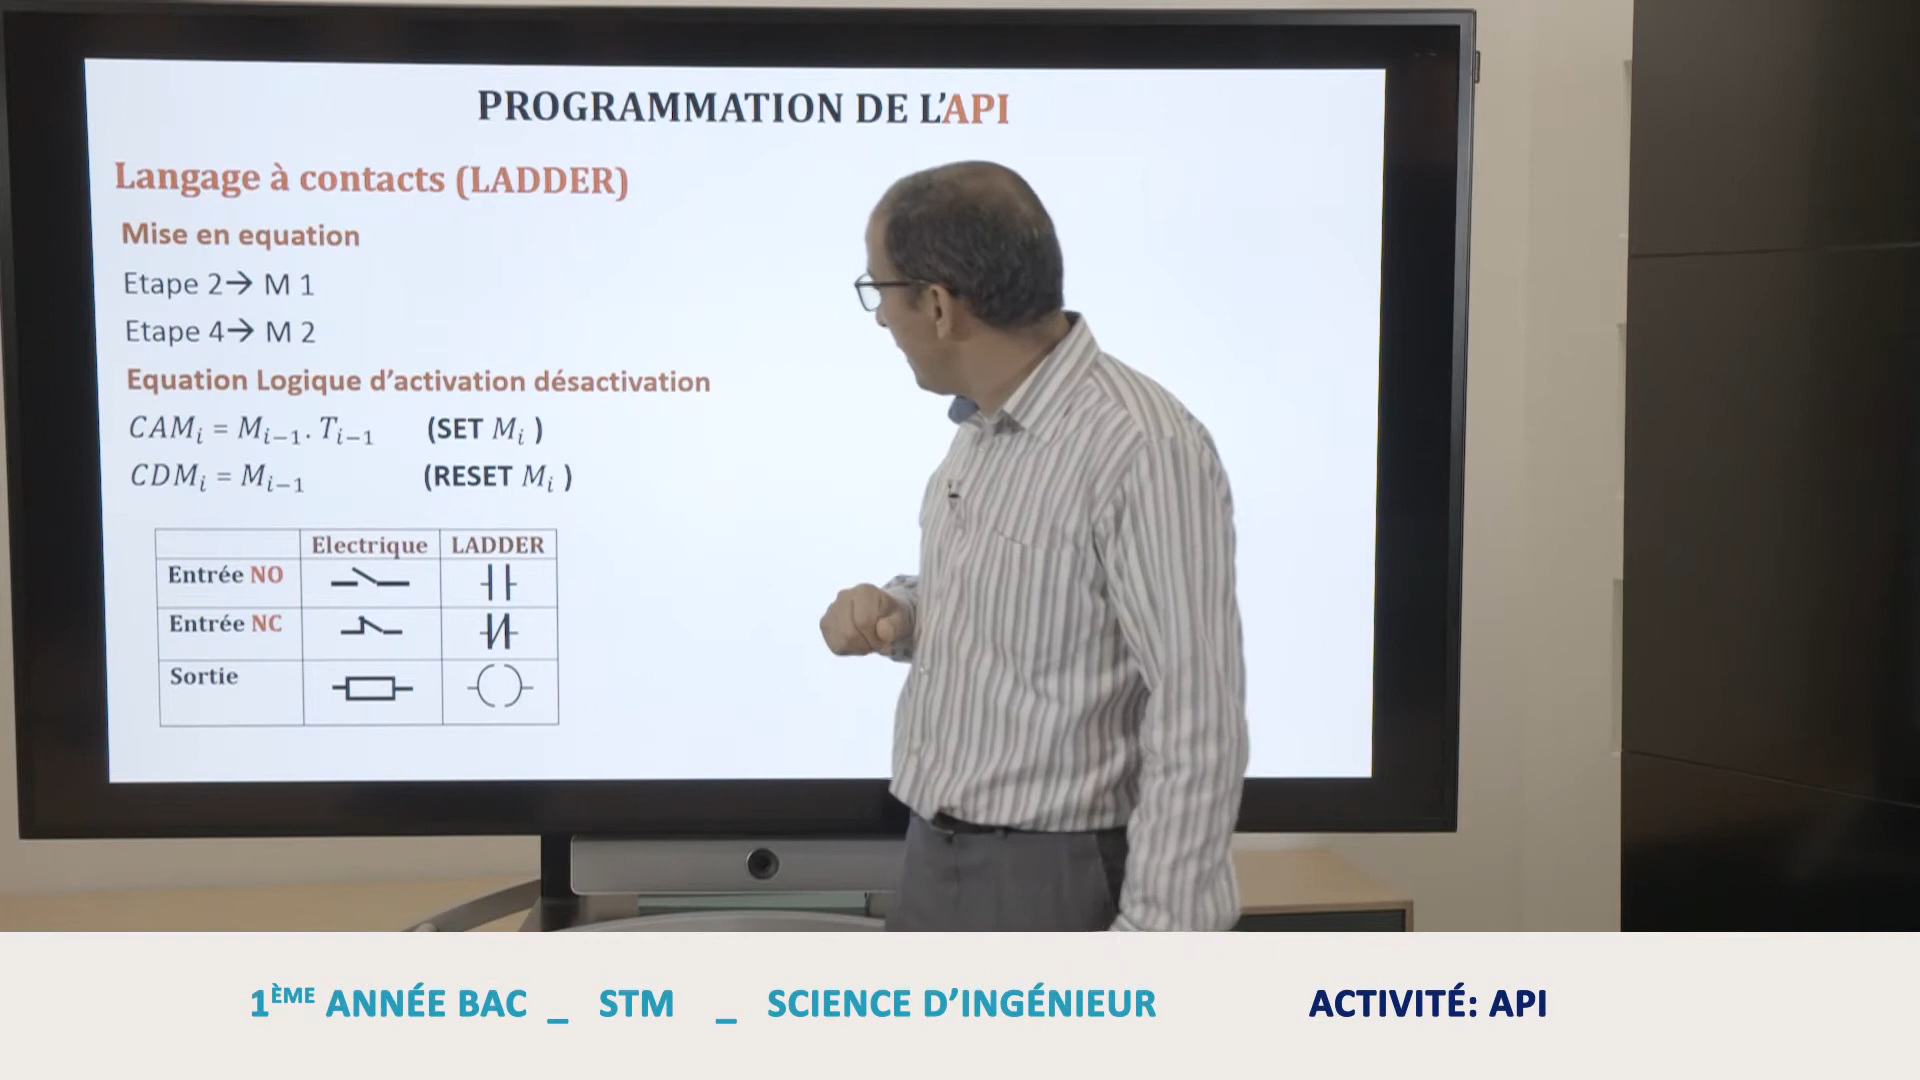 PROGRAMMATION DE L'API
Langage à contacts (LADDER)
Mise en equation
Etape 2→ M 1
Etape 4→ M 2
Equation Logique d'activation désactivation
CAMᵢ = Mᵢ₋₁. Tᵢ₋₁ (SET Mᵢ )
CDMᵢ = Mᵢ₋₁ (RESET Mᵢ )
Electrique LADDER
Entrée NO
Entrée NC
Sortie
1ÈME ANNÉE BAC _ STM _ SCIENCE D'INGÉNIEUR ACTIVITÉ: API